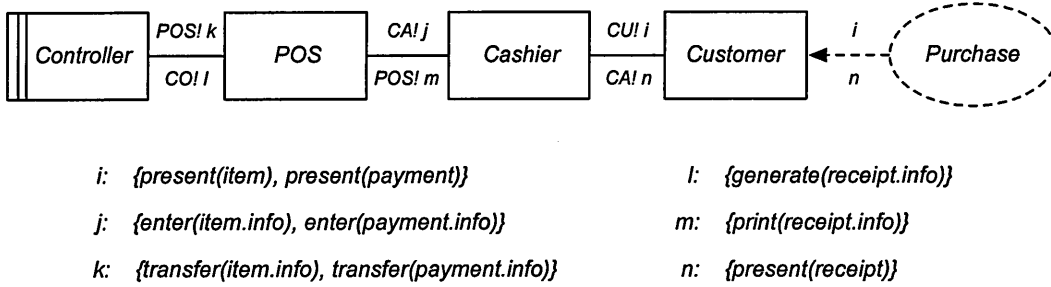 POS! k CA! j CU! i i
Controller POS Cashier Customer Purchase
CO! l POS! m CA! n n
i: {present(item), present(payment)} l: {generate(receipt.info)}
j: {enter(item.info), enter(payment.info)} m: {print(receipt.info)}
k: {transfer(item.info), transfer(payment.info)} n: {present(receipt)}